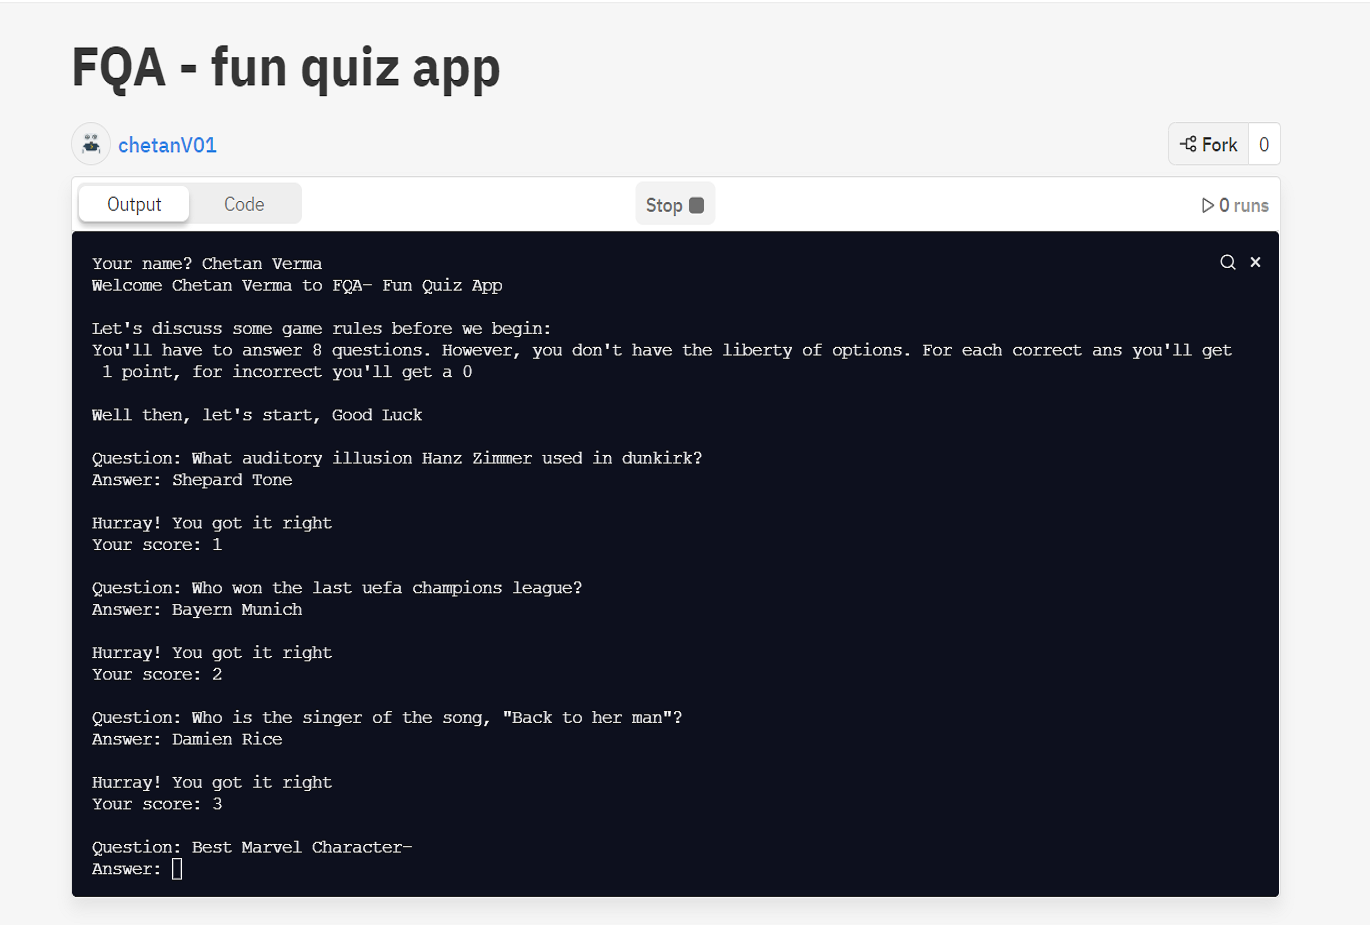 FQA - fun quiz app
chetanV01
Fork 0
Output Code Stop 0 runs
Your name? Chetan Verma
Welcome Chetan Verma to FQA- Fun Quiz App
Let's discuss some game rules before we begin:
You'll have to answer 8 questions. However, you don't have the liberty of options. For each correct ans you'll get
1 point, for incorrect you'll get a 0
Well then, let's start, Good Luck
Question: What auditory illusion Hanz Zimmer used in dunkirk?
Answer: Shepard Tone
Hurray! You got it right
Your score: 1
Question: Who won the last uefa champions league?
Answer: Bayern Munich
Hurray! You got it right
Your score: 2
Question: Who is the singer of the song, "Back to her man"?
Answer: Damien Rice
Hurray! You got it right
Your score: 3
Question: Best Marvel Character-
Answer: